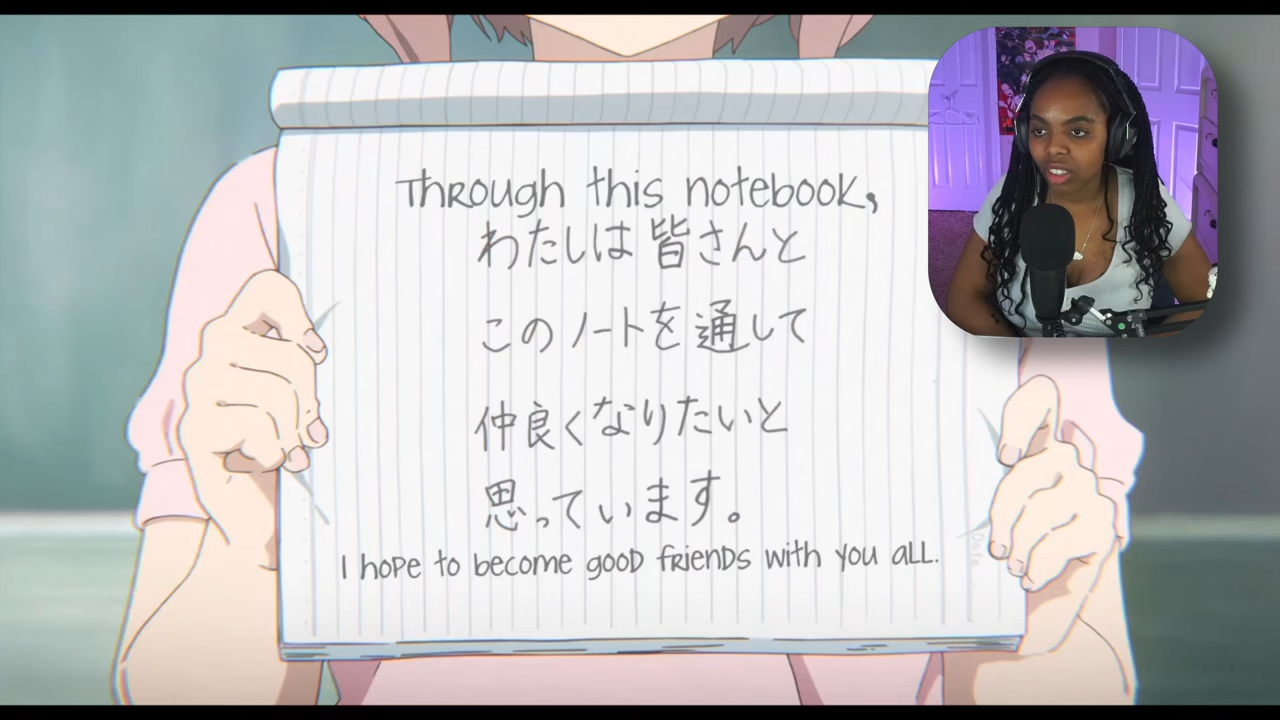 Through this notebook,
わたしは皆さんと
このノートを通して
仲良くなりたいと
思っています。
I hope to become good friends with you all.
Date